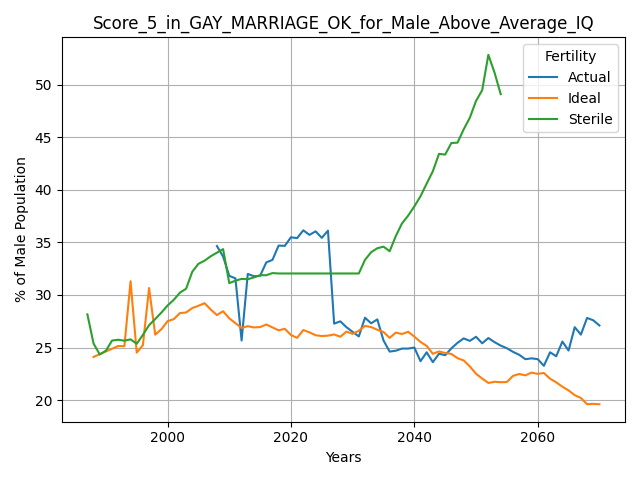 Score_5_in_GAY_MARRIAGE_OK_for_Male_Above_Average_IQ
Fertility
Actual
Ideal
Sterile
% of Male Population
50
45
40
35
30
25
20
2000
2020
2040
2060
Years